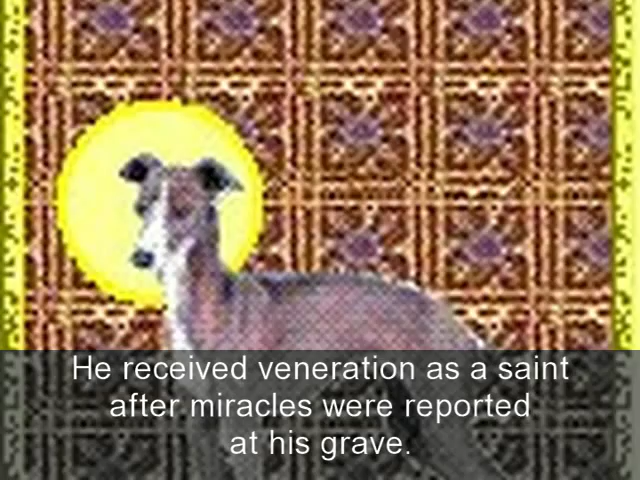 He received veneration as a saint
after miracles were reported
at his grave.